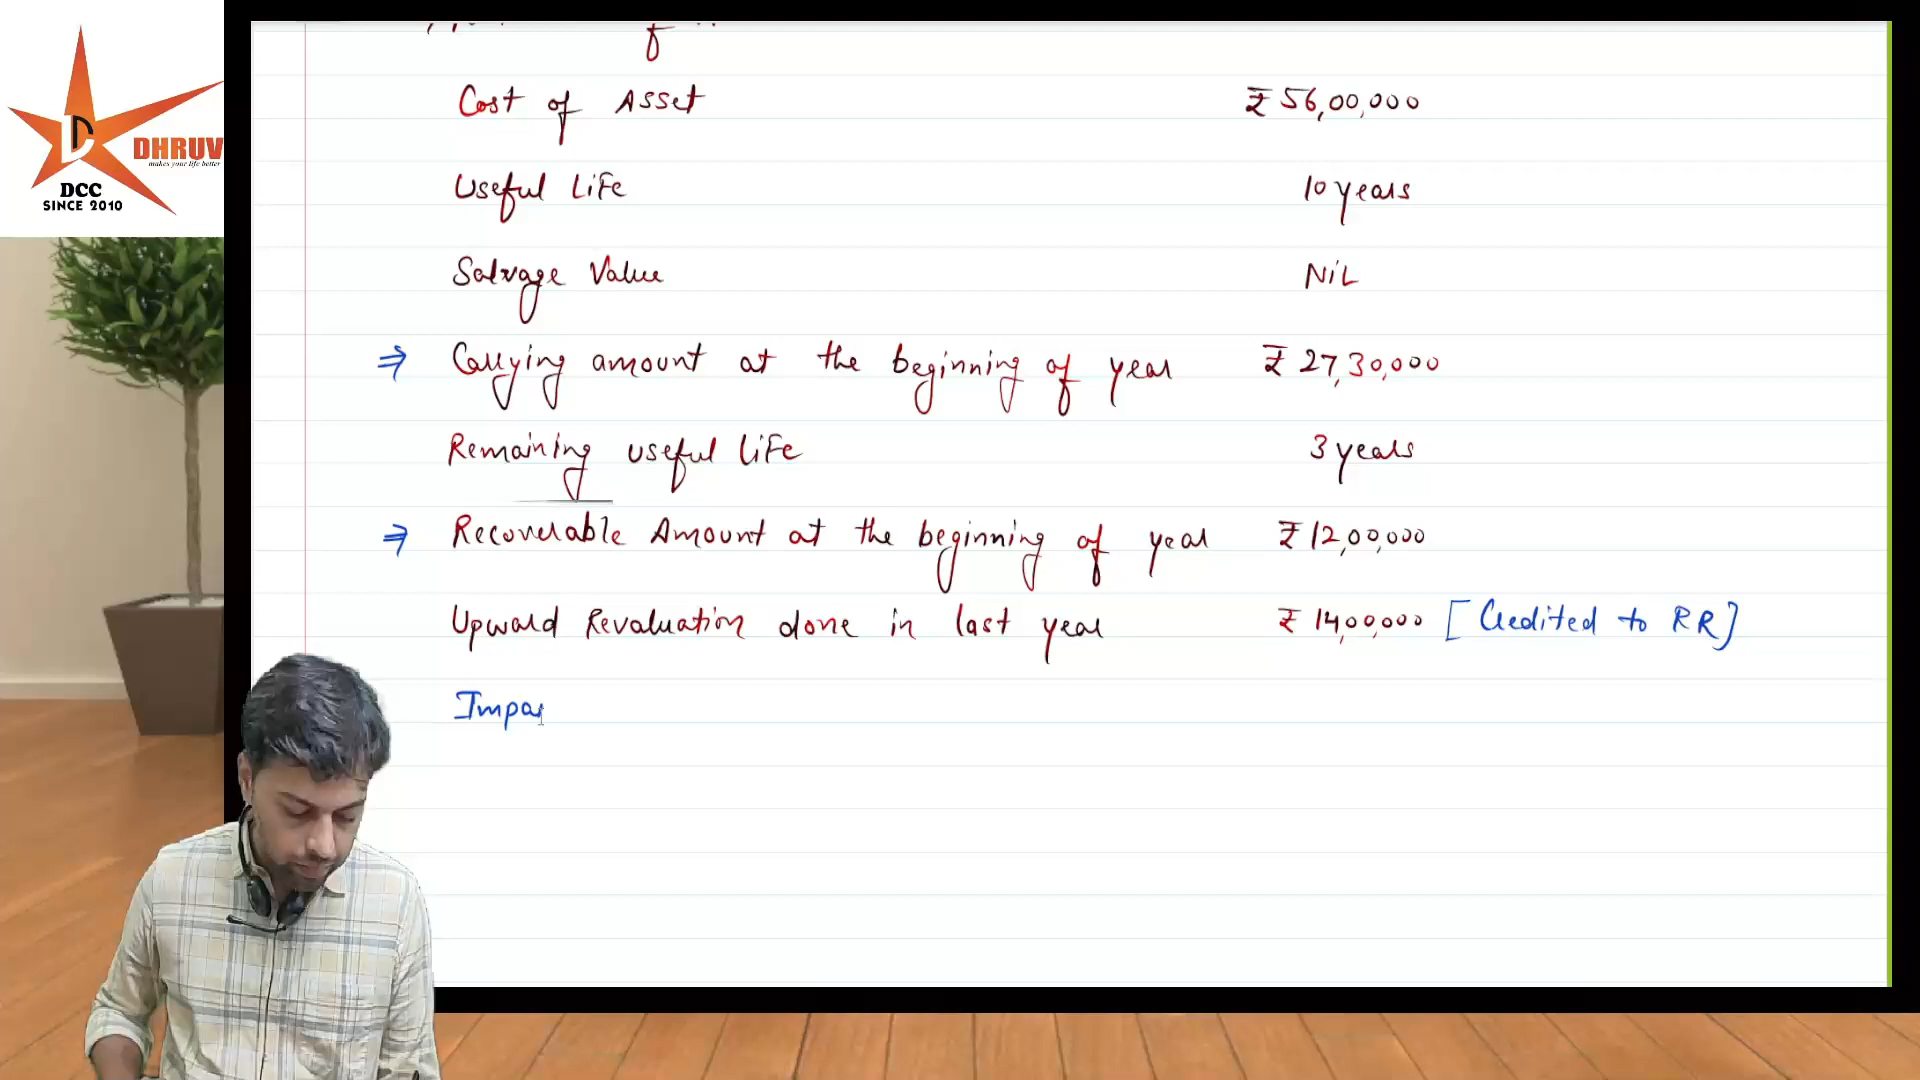 DHRUV
makes your life better
DCC
SINCE 2010
Cost of Asset ₹ 56,00,000
Useful Life 10 years
Salvage Value NiL
⇒ Carrying amount at the beginning of year ₹ 27,30,000
Remaining useful life 3 years
⇒ Recoverable Amount at the beginning of year ₹ 12,00,000
Upward Revaluation done in last year ₹ 14,00,000 [Credited to RR]
Impai